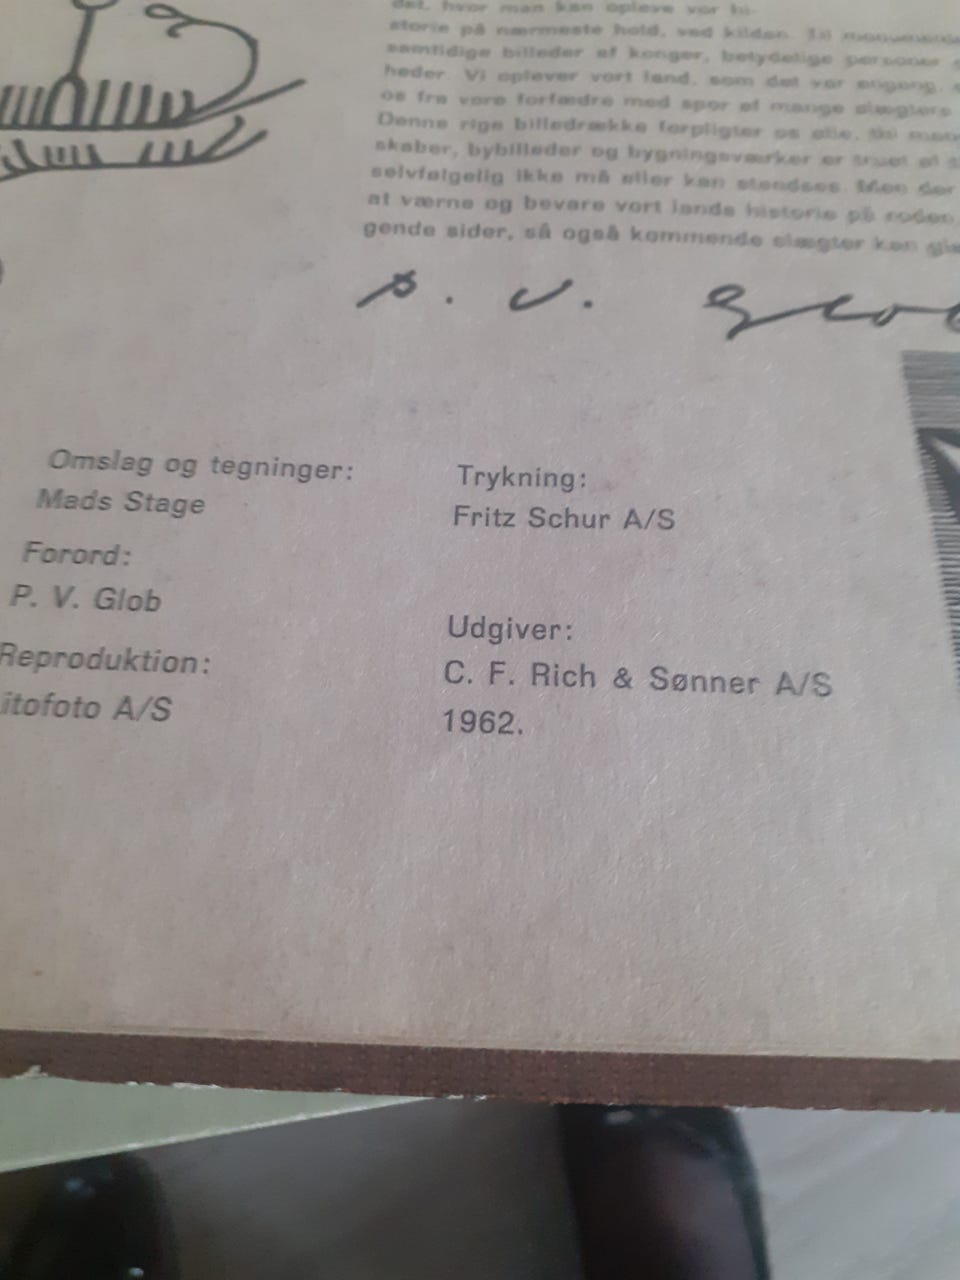 det, hvor man kan opleve vor hi-
storie på nærmeste hold, ved kilden. Til
samtidige billeder af konger, betydelige personer
heder. Vi oplever vort land, som det var engang,
os fra vore forfædre med spor af mange slægters
Denne rige billedrække forpligter os alle.
skaber, bybilleder og bygningsværker er truet af
selvfølgelig ikke må eller kan standses. Men der
at værne og bevare vort lands historie på
gende sider, så også kommende slægter kan
P. V. Glob
Omslag og tegninger:
Mads Stage
Forord:
P. V. Glob
Reproduktion:
itofoto A/S
Trykning:
Fritz Schur A/S
Udgiver:
C. F. Rich & Sønner A/S
1962.